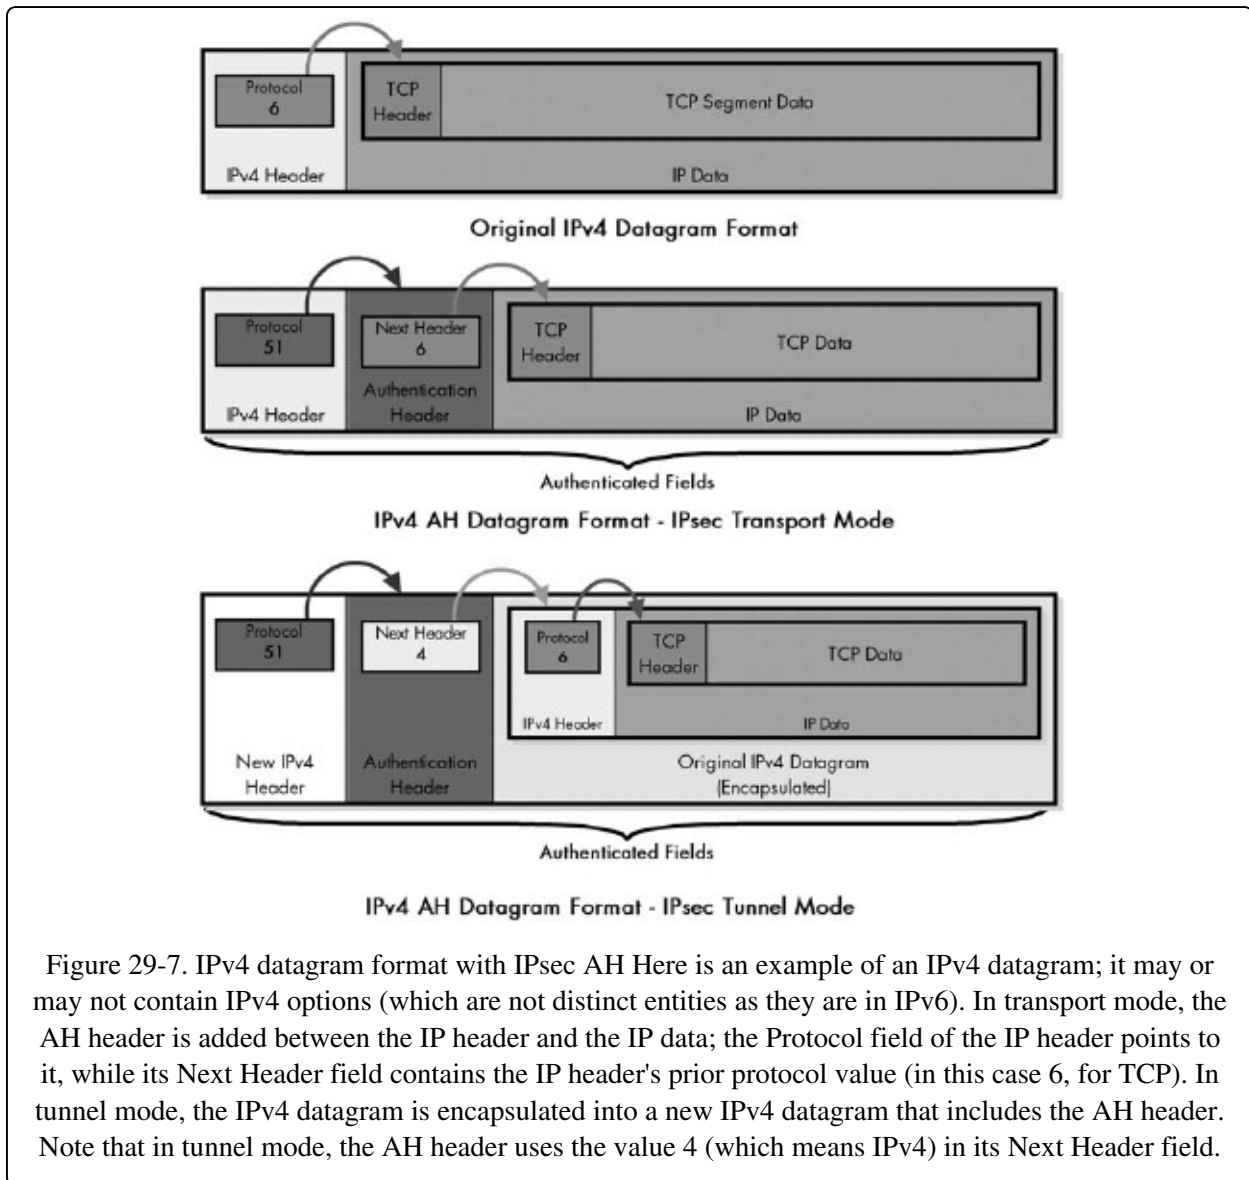 Protocol
6
TCP
Header
TCP Segment Data
IPv4 Header
IP Data
Original IPv4 Datagram Format
Protocol
51
Next Header
6
TCP
Header
TCP Data
Authentication
Header
IPv4 Header
IP Data
Authenticated Fields
IPv4 AH Datagram Format - IPsec Transport Mode
Protocol
51
Next Header
4
Protocol
6
TCP
Header
TCP Data
IPv4 Header
IP Data
New IPv4
Header
Authentication
Header
Original IPv4 Datagram
(Encapsulated)
Authenticated Fields
IPv4 AH Datagram Format - IPsec Tunnel Mode
Figure 29-7. IPv4 datagram format with IPsec AH Here is an example of an IPv4 datagram; it may or
may not contain IPv4 options (which are not distinct entities as they are in IPv6). In transport mode, the
AH header is added between the IP header and the IP data; the Protocol field of the IP header points to
it, while its Next Header field contains the IP header's prior protocol value (in this case 6, for TCP). In
tunnel mode, the IPv4 datagram is encapsulated into a new IPv4 datagram that includes the AH header.
Note that in tunnel mode, the AH header uses the value 4 (which means IPv4) in its Next Header field.